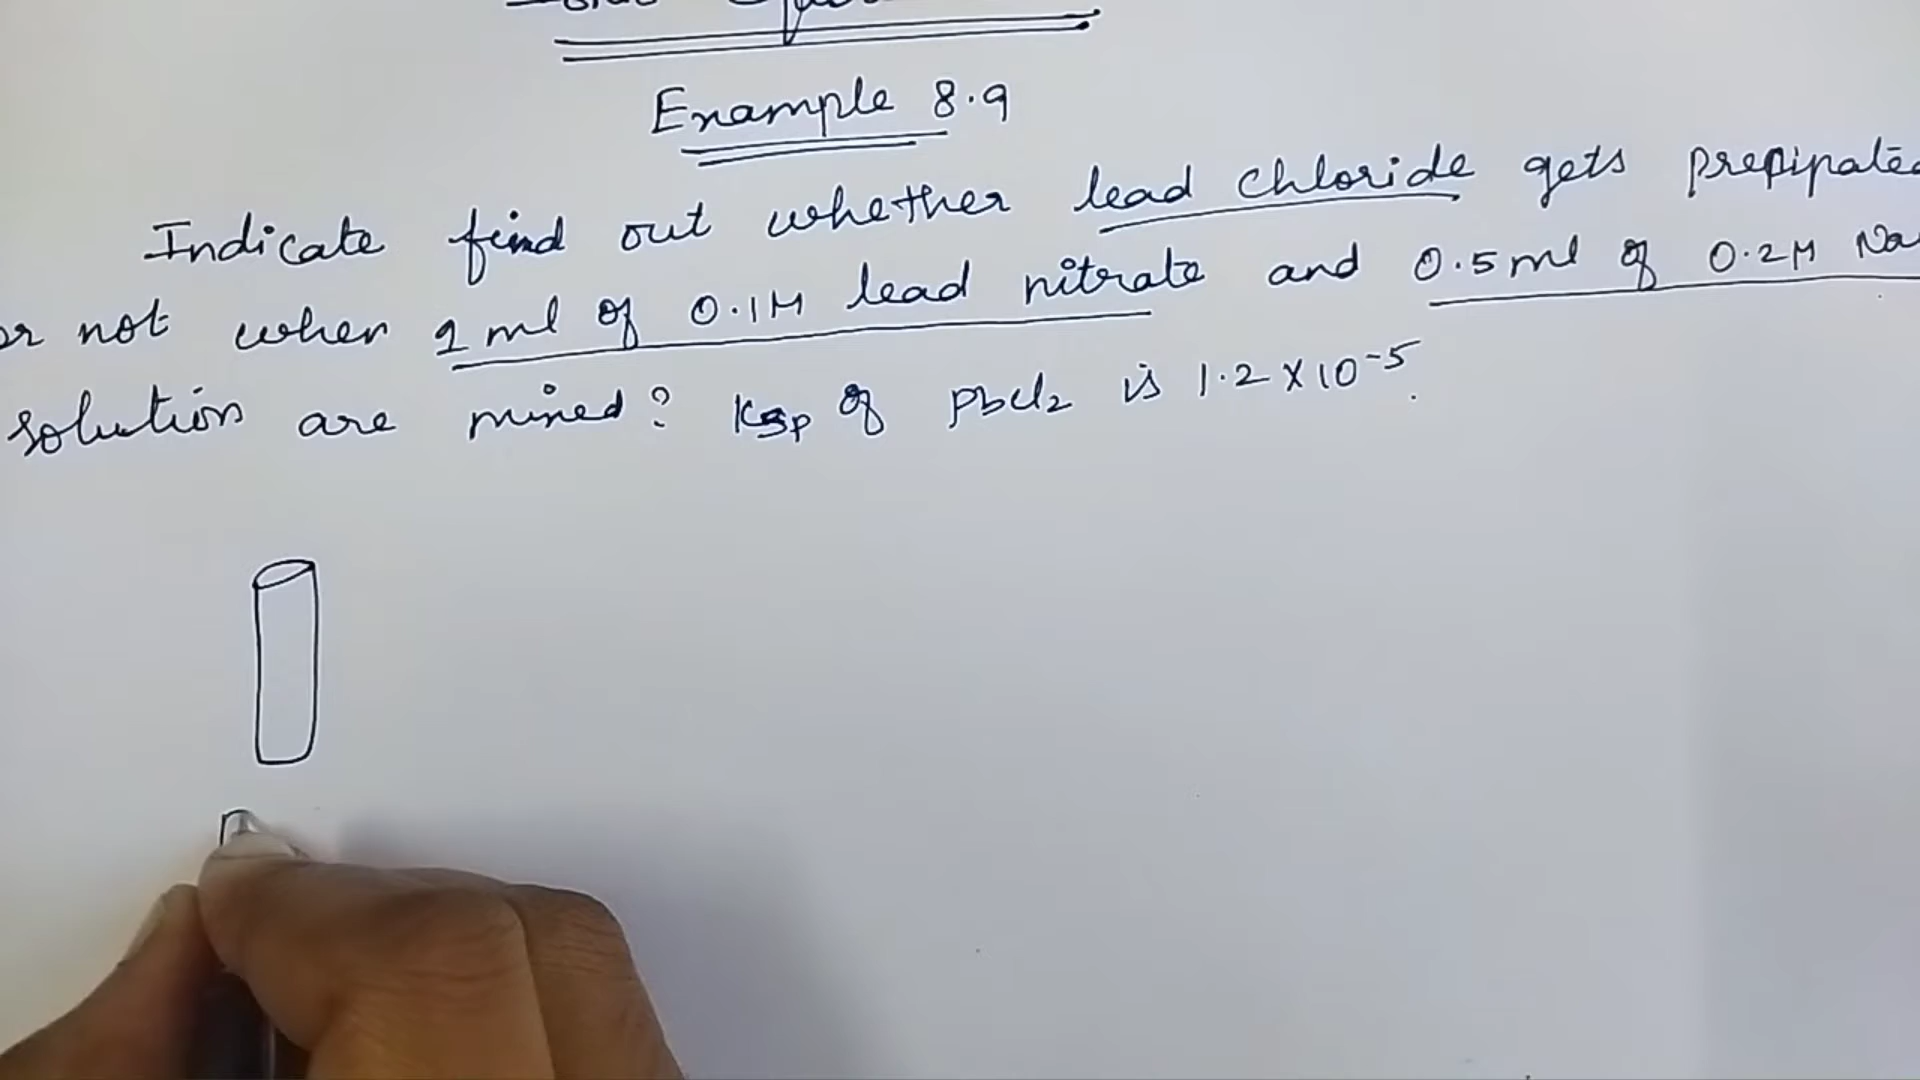 Example 8.9
Indicate find out whether lead chloride gets prepipated
or not when 1 ml of 0.1M lead nitrate and 0.5 ml of 0.2M Na
solution are mixed? Ksp of PbCl2 is 1.2 X 10-5.